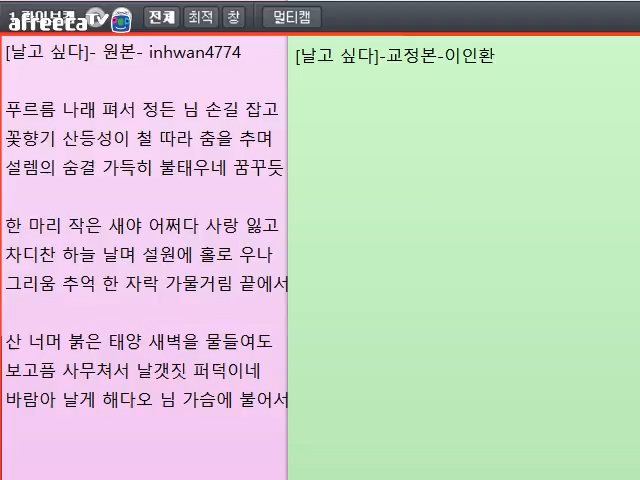 afreecaTV
전체 최적 창 멀티캠
[날고 싶다]- 원본- inhwan4774
푸르름 나래 펴서 정든 님 손길 잡고
꽃향기 산등성이 철 따라 춤을 추며
설렘의 숨결 가득히 불태우네 꿈꾸듯
한 마리 작은 새야 어쩌다 사랑 잃고
차디찬 하늘 날며 설원에 홀로 우나
그리움 추억 한 자락 가물거림 끝에서
산 너머 붉은 태양 새벽을 물들여도
보고픔 사무쳐서 날갯짓 퍼덕이네
바람아 날게 해다오 님 가슴에 불어서
[날고 싶다]-교정본-이인환